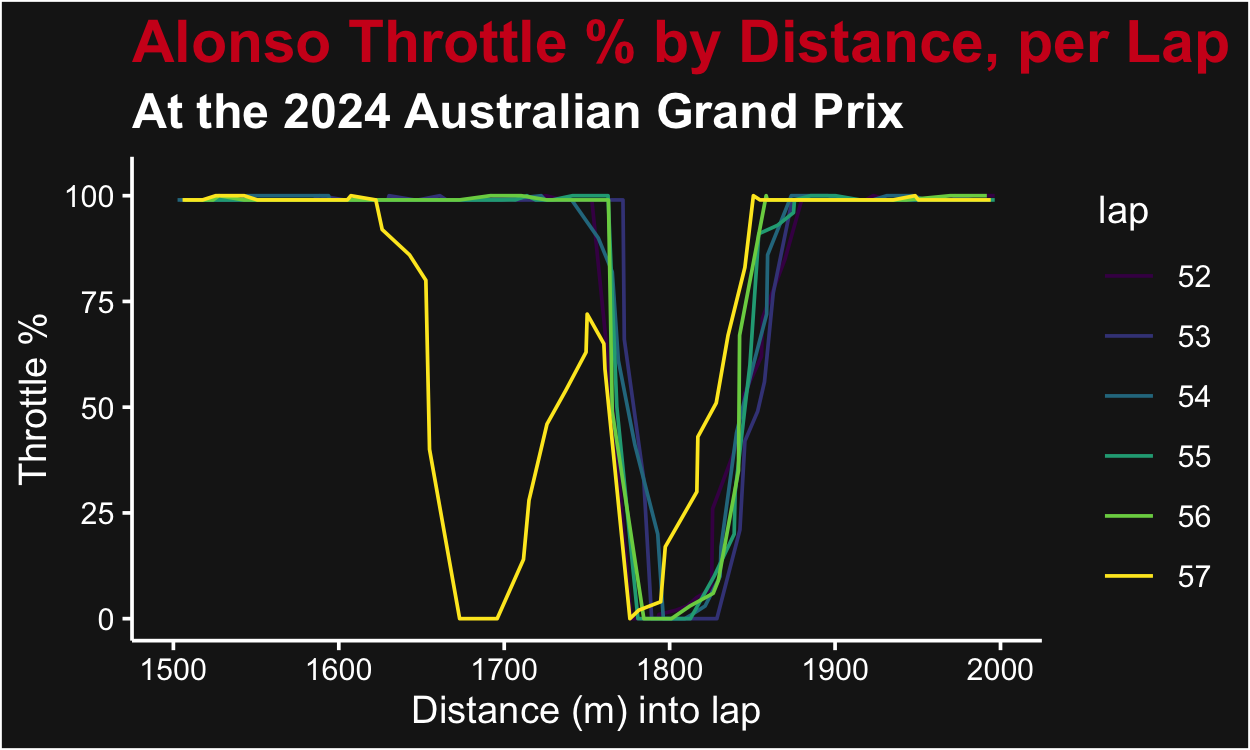 Alonso Throttle % by Distance, per Lap
At the 2024 Australian Grand Prix
Throttle %
100
75
50
25
0
1500 1600 1700 1800 1900 2000
Distance (m) into lap
lap
52
53
54
55
56
57